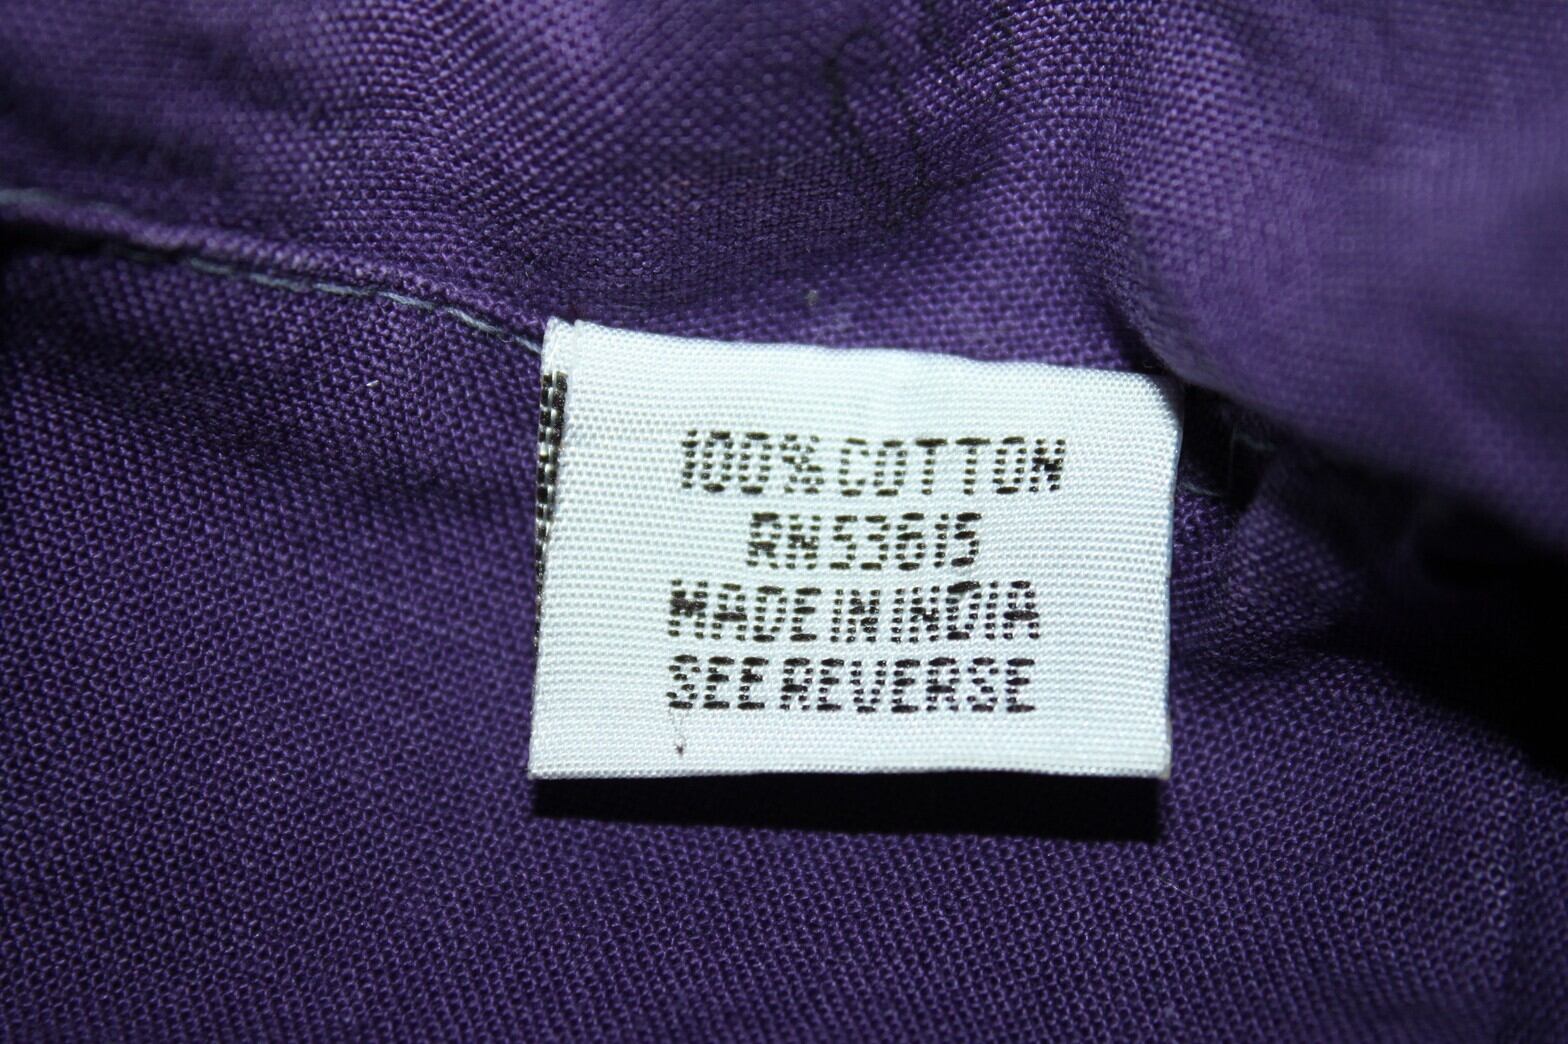 100% COTTON
RN 53615
MADE IN INDIA
SEE REVERSE